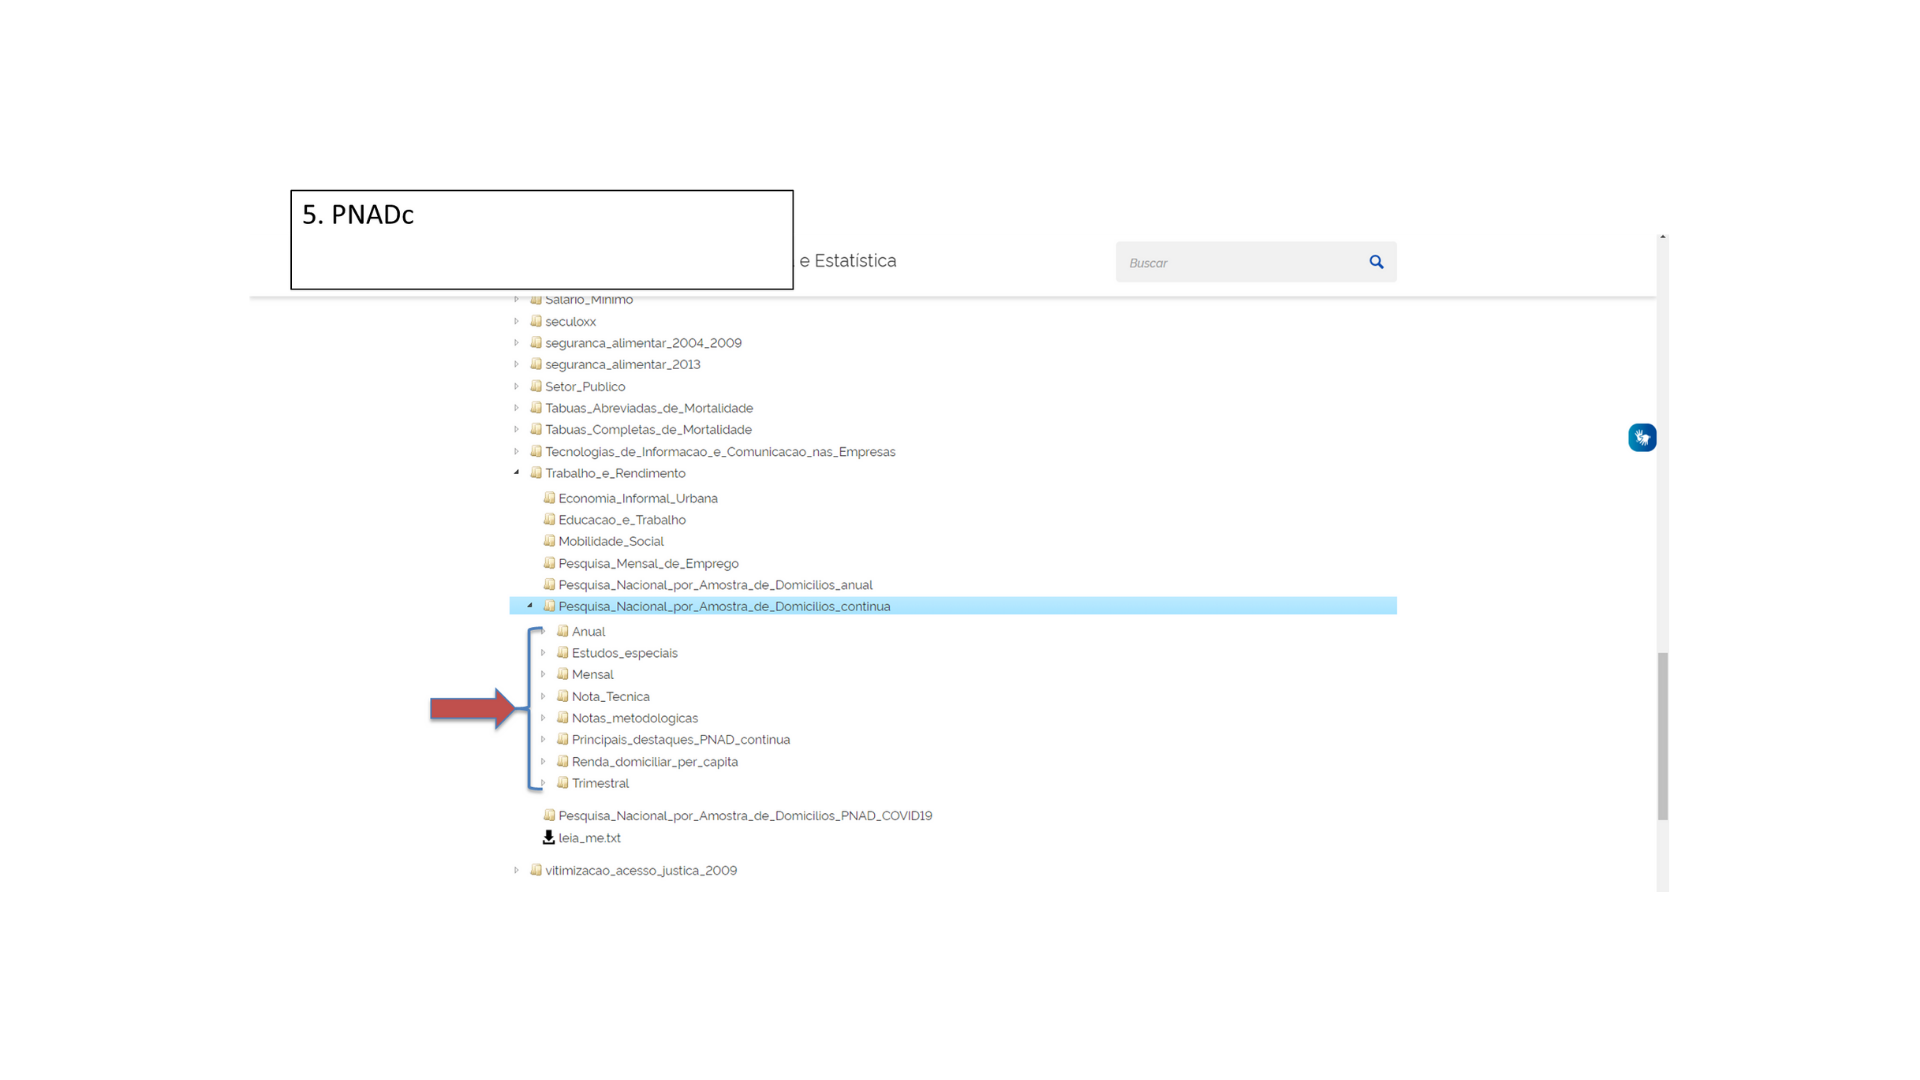 5. PNADc
e Estatística
Buscar
Salario_Minimo
seculoxx
seguranca_alimentar_2004_2009
seguranca_alimentar_2013
Setor_Publico
Tabuas_Abreviadas_de_Mortalidade
Tabuas_Completas_de_Mortalidade
Tecnologias_de_Informacao_e_Comunicacao_nas_Empresas
Trabalho_e_Rendimento
Economia_Informal_Urbana
Educacao_e_Trabalho
Mobilidade_Social
Pesquisa_Mensal_de_Emprego
Pesquisa_Nacional_por_Amostra_de_Domicilios_anual
Pesquisa_Nacional_por_Amostra_de_Domicilios_continua
Anual
Estudos_especiais
Mensal
Nota_Tecnica
Notas_metodologicas
Principais_destaques_PNAD_continua
Renda_domiciliar_per_capita
Trimestral
Pesquisa_Nacional_por_Amostra_de_Domicilios_PNAD_COVID19
leia_me.txt
vitimizacao_acesso_justica_2009